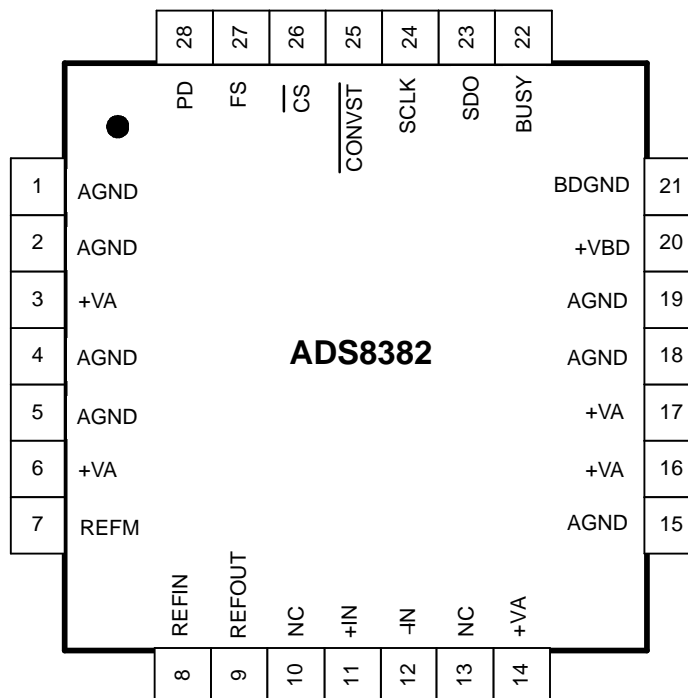 28 27 26 25 24 23 22
PD FS CS CONVST SCLK SDO BUSY
1 AGND BDGND 21
2 AGND +VBD 20
3 +VA AGND 19
4 AGND ADS8382 AGND 18
5 AGND +VA 17
6 +VA +VA 16
7 REFM AGND 15
REFIN REFOUT NC +IN −IN NC +VA
8 9 10 11 12 13 14